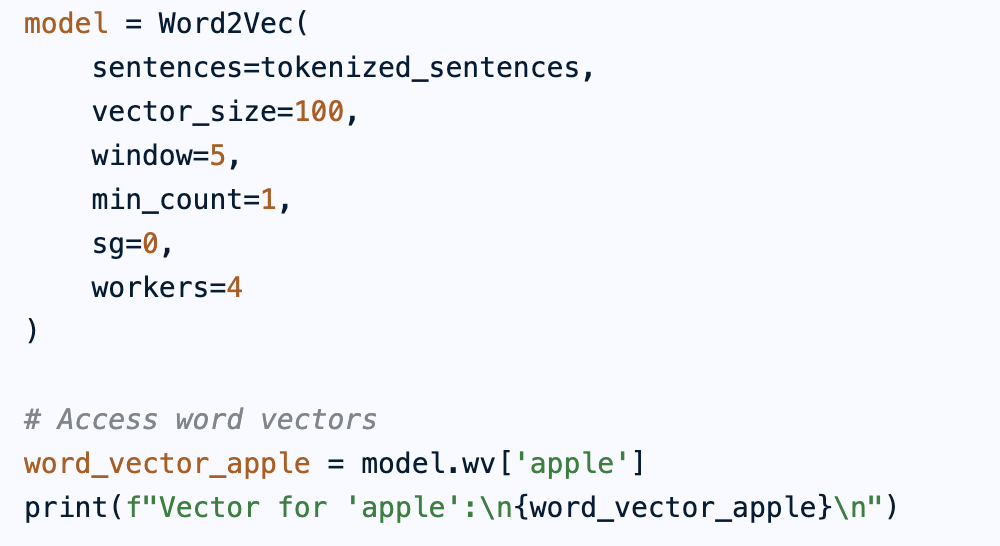 model = Word2Vec(
    sentences=tokenized_sentences,
    vector_size=100,
    window=5,
    min_count=1,
    sg=0,
    workers=4
)
# Access word vectors
word_vector_apple = model.wv['apple']
print(f"Vector for 'apple':\n{word_vector_apple}\n")